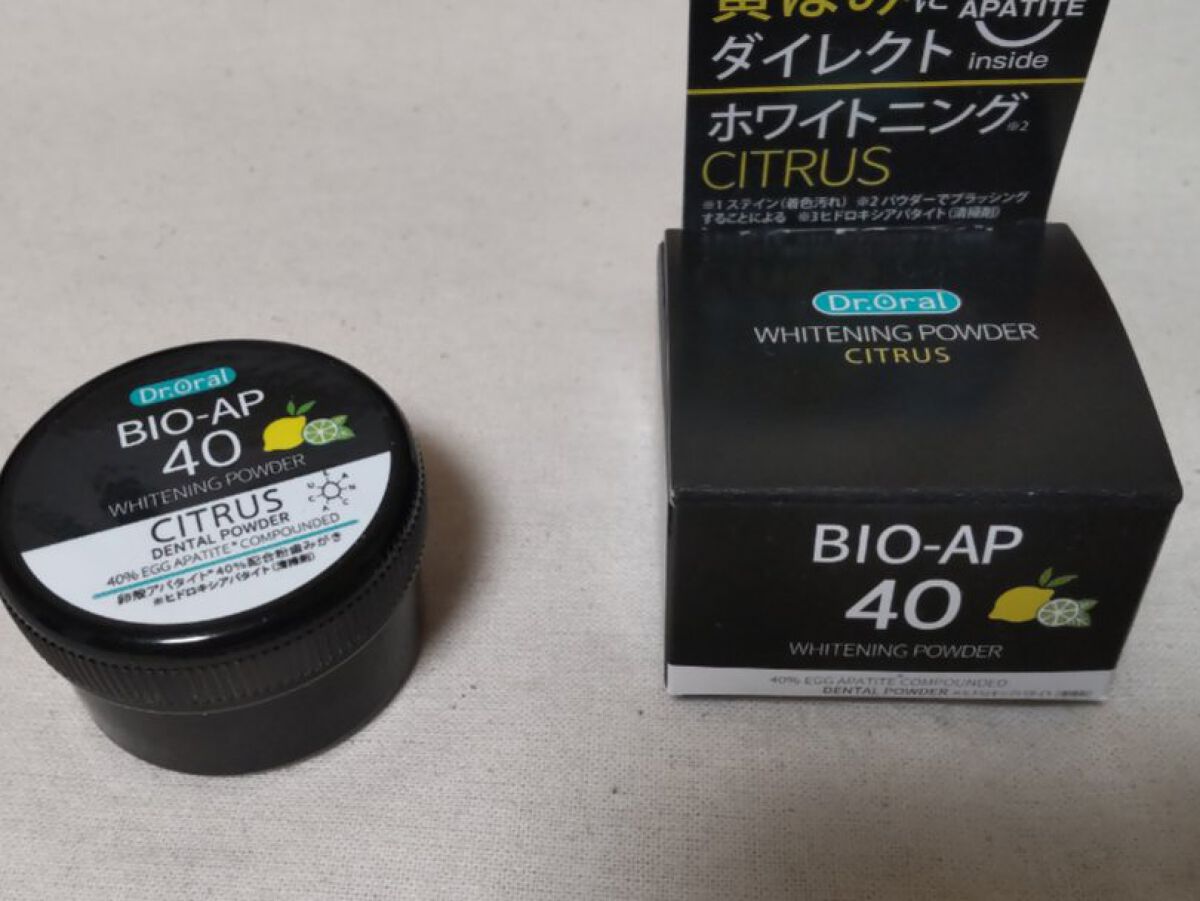 黄ばみに
APATITE
ダイレクト
inside
ホワイトニング※2
CITRUS
※1 ステイン（着色汚れ） ※2 パウダーでブラッシング
することによる ※3 ヒドロキシアパタイト（清掃剤）
Dr.Oral
WHITENING POWDER
CITRUS
BIO-AP
40
WHITENING POWDER
40% EGG APATITE* COMPOUNDED
DENTAL POWDER
Dr.Oral
BIO-AP
40
WHITENING POWDER
CITRUS
DENTAL POWDER
40% EGG APATITE* COMPOUNDED
卵殻アパタイト*40%配合粉歯みがき
※ヒドロキシアパタイト（清掃剤）